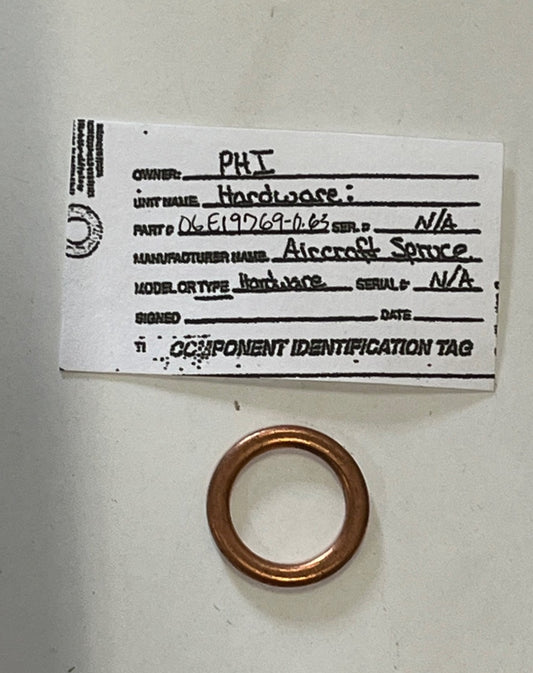 OWNER: PHI
UNIT NAME Hardware:
PART # 06E19769-0.63 SER. # N/A
MANUFACTURER NAME Aircraft Spruce
MODEL OR TYPE Hardware SERIAL # N/A
SIGNED DATE
COMPONENT IDENTIFICATION TAG